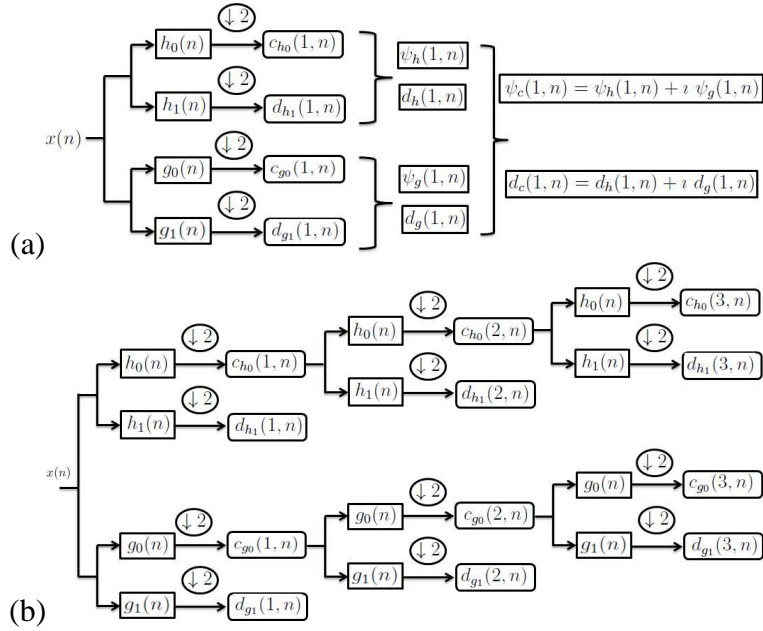 ↓2 ↓2 ↓2 ↓2
h₀(n) c_{h₀}(1, n)
h₁(n) d_{h₁}(1, n)
x(n)
g₀(n) c_{g₀}(1, n)
g₁(n) d_{g₁}(1, n)
ψ_h(1, n)
d_h(1, n)
ψ_g(1, n)
d_g(1, n)
ψ_c(1, n) = ψ_h(1, n) + ı ψ_g(1, n)
d_c(1, n) = d_h(1, n) + ı d_g(1, n)
(a)
↓2 ↓2 ↓2
h₀(n) c_{h₀}(1, n) h₀(n) c_{h₀}(2, n) h₀(n) c_{h₀}(3, n)
↓2 ↓2 ↓2
h₁(n) d_{h₁}(1, n) h₁(n) d_{h₁}(2, n) h₁(n) d_{h₁}(3, n)
x(n)
↓2 ↓2 ↓2
g₀(n) c_{g₀}(1, n) g₀(n) c_{g₀}(2, n) g₀(n) c_{g₀}(3, n)
↓2 ↓2 ↓2
g₁(n) d_{g₁}(1, n) g₁(n) d_{g₁}(2, n) g₁(n) d_{g₁}(3, n)
(b)